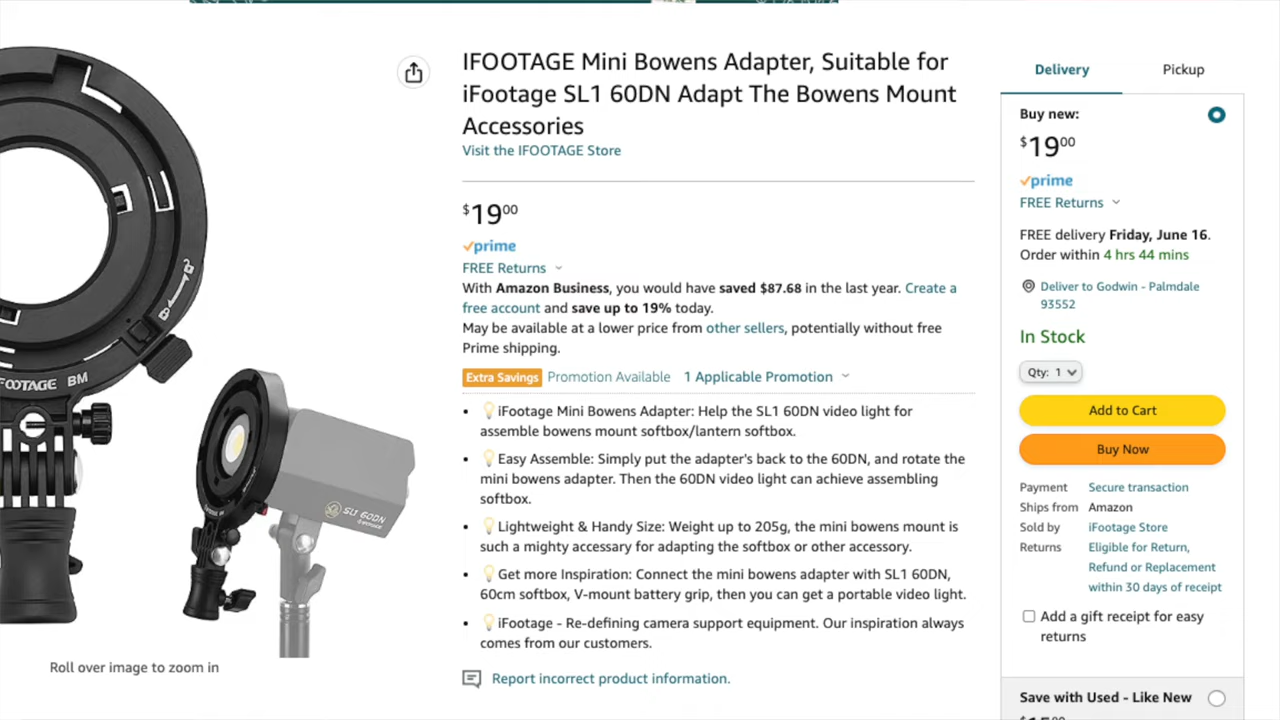 FOOTAGE BM
SL1 60DN
Roll over image to zoom in
IFOOTAGE Mini Bowens Adapter, Suitable for
iFootage SL1 60DN Adapt The Bowens Mount
Accessories
Visit the IFOOTAGE Store
$1900
prime
FREE Returns
With Amazon Business, you would have saved $87.68 in the last year. Create a
free account and save up to 19% today.
May be available at a lower price from other sellers, potentially without free
Prime shipping.
Extra Savings Promotion Available 1 Applicable Promotion
• 💡iFootage Mini Bowens Adapter: Help the SL1 60DN video light for
assemble bowens mount softbox/lantern softbox.
• 💡Easy Assemble: Simply put the adapter's back to the 60DN, and rotate the
mini bowens adapter. Then the 60DN video light can achieve assembling
softbox.
• 💡Lightweight & Handy Size: Weight up to 205g, the mini bowens mount is
such a mighty accessary for adapting the softbox or other accessory.
• 💡Get more Inspiration: Connect the mini bowens adapter with SL1 60DN,
60cm softbox, V-mount battery grip, then you can get a portable video light.
• 💡iFootage - Re-defining camera support equipment. Our inspiration always
comes from our customers.
Report incorrect product information.
Delivery Pickup
Buy new:
$1900
prime
FREE Returns
FREE delivery Friday, June 16.
Order within 4 hrs 44 mins
Deliver to Godwin - Palmdale
93552
In Stock
Qty: 1
Add to Cart
Buy Now
Payment Secure transaction
Ships from Amazon
Sold by iFootage Store
Returns Eligible for Return,
Refund or Replacement
within 30 days of receipt
Add a gift receipt for easy
returns
Save with Used - Like New